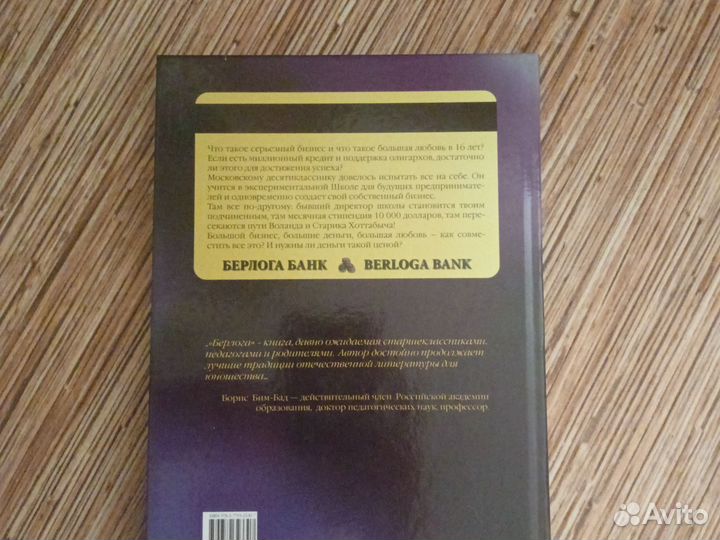 Что такое серьезный бизнес и что такое большая любовь в 16 лет?
Если есть миллионный кредит и поддержка олигархов, достаточно
ли этого для достижения успеха?
Московскому десятикласснику довелось испытать все на себе. Он
учится в экспериментальной Школе для будущих предпринимате-
лей и одновременно создает свой собственный бизнес.
Там все по-другому: бывший директор школы становится твоим
подчиненным, там месячная стипендия 10 000 долларов, там пере-
секаются пути Воланда и Старика Хоттабыча!
Большой бизнес, большие деньги, большая любовь – как совме-
стить все это? И нужны ли деньги такой ценой?
БЕРЛОГА БАНК BERLOGA BANK
«Берлога» - книга, давно ожидаемая старшеклассниками,
педагогами и родителями. Автор достойно продолжает
лучшие традиции отечественной литературы для
юношества...
Борис Бим-Бад — действительный член Российской академии
образования, доктор педагогических наук, профессор.
Avito